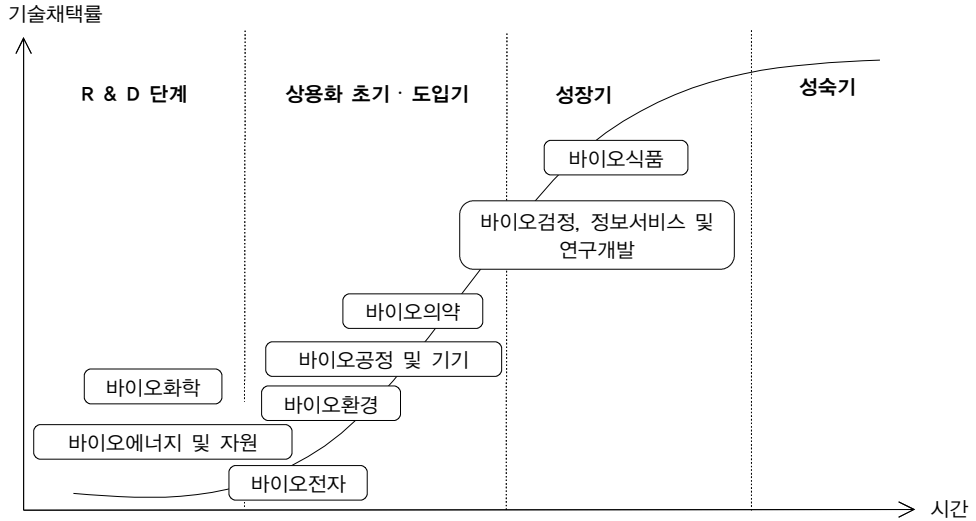 기술채택률
R & D 단계
상용화 초기 · 도입기
성장기
성숙기
바이오식품
바이오검정, 정보서비스 및
연구개발
바이오의약
바이오공정 및 기기
바이오화학
바이오환경
바이오에너지 및 자원
바이오전자
시간